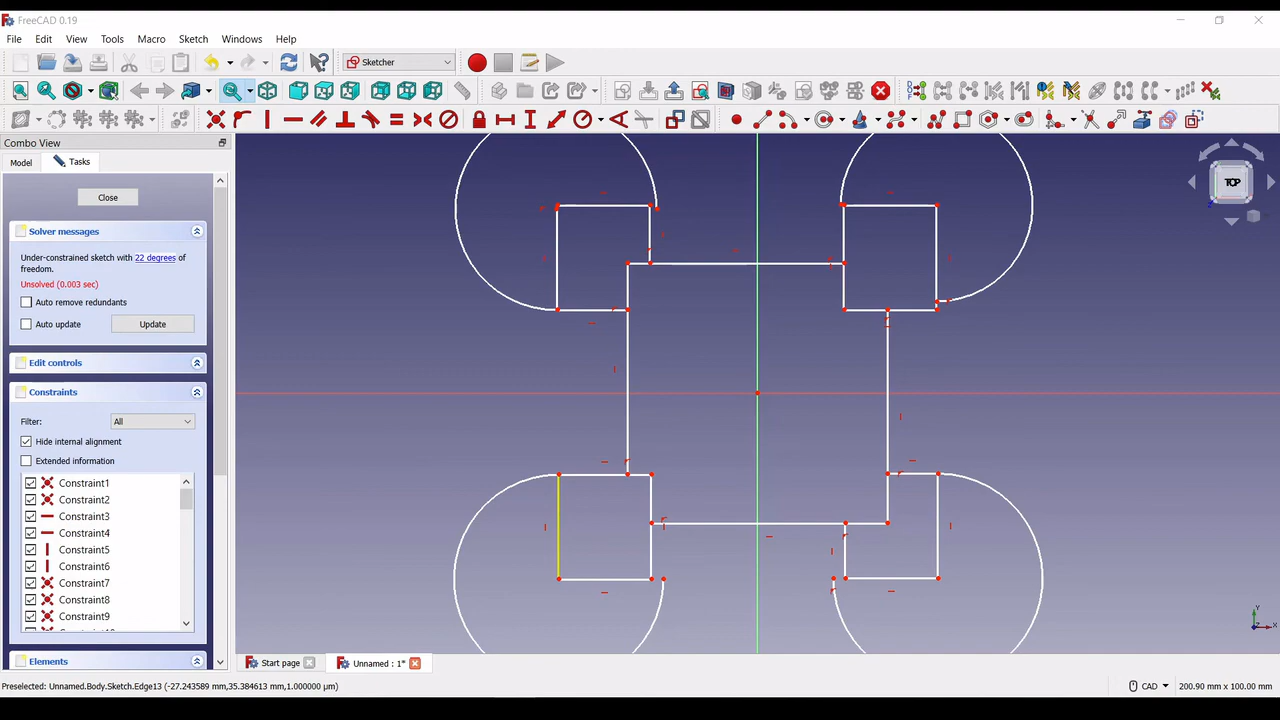 FreeCAD 0.19
File Edit View Tools Macro Sketch Windows Help
Sketcher
Combo View
Model Tasks
Close
Solver messages
Under-constrained sketch with 22 degrees of
freedom.
Unsolved (0.003 sec)
Auto remove redundants
Auto update Update
Edit controls
Constraints
Filter: All
Hide internal alignment
Extended information
Constraint1
Constraint2
Constraint3
Constraint4
Constraint5
Constraint6
Constraint7
Constraint8
Constraint9
Elements
TOP
Y
Z
X
Start page Unnamed : 1*
Preselected: Unnamed.Body.Sketch.Edge13 (-27.243589 mm,35.384613 mm,1.000000 µm) CAD 200.90 mm x 100.00 mm